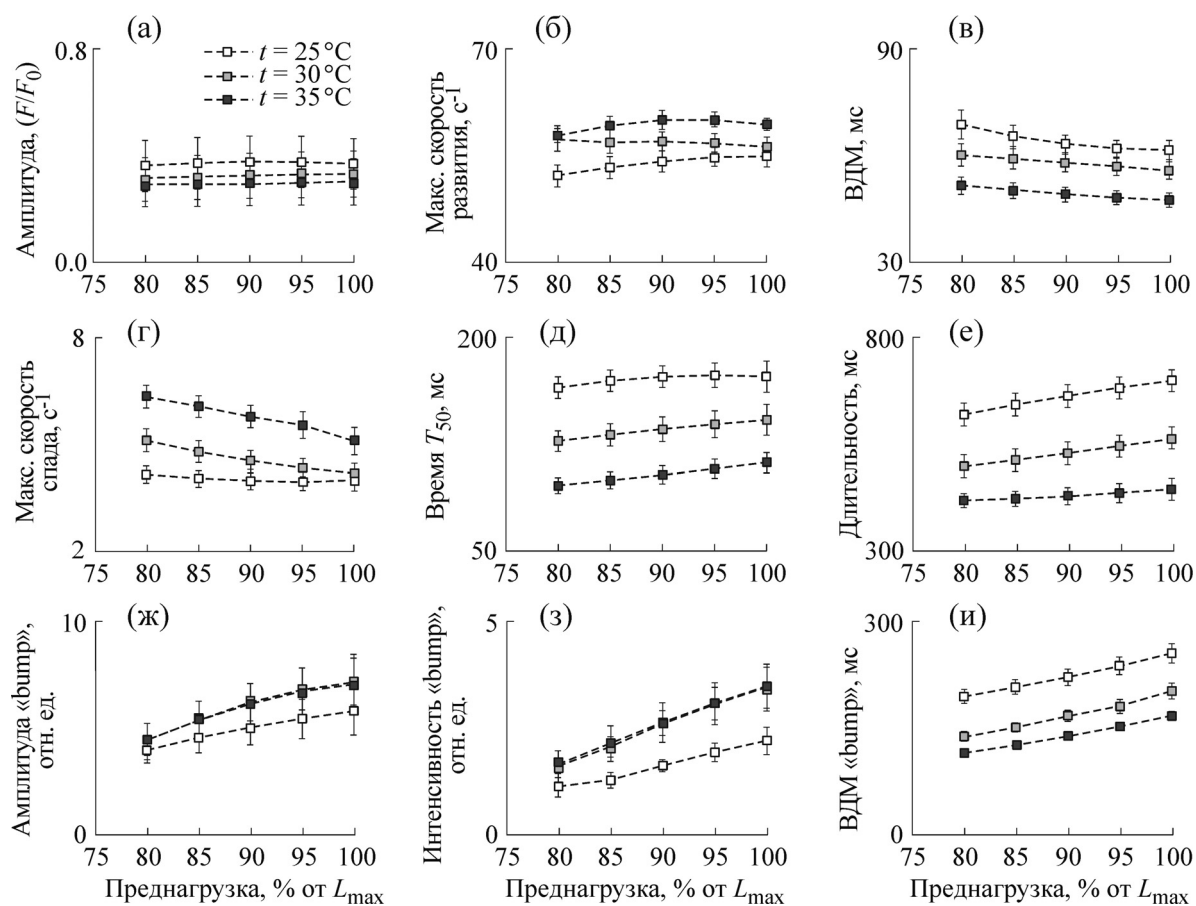 (а)
0.8
t = 25 °C
t = 30 °C
t = 35 °C
Амплитуда, (F/F0)
0.0
75 80 85 90 95 100
(б)
70
Макс. скорость
развития, с-1
40
75 80 85 90 95 100
(в)
90
ВДМ, мс
30
75 80 85 90 95 100
(г)
8
Макс. скорость
спада, с-1
2
75 80 85 90 95 100
(д)
200
Время T50, мс
50
75 80 85 90 95 100
(е)
800
Длительность, мс
300
75 80 85 90 95 100
(ж)
10
Амплитуда «bump»,
отн. ед.
0
75 80 85 90 95 100
Преднагрузка, % от Lmax
(з)
5
Интенсивность «bump»,
отн. ед.
0
75 80 85 90 95 100
Преднагрузка, % от Lmax
(и)
300
ВДМ «bump», мс
0
75 80 85 90 95 100
Преднагрузка, % от Lmax